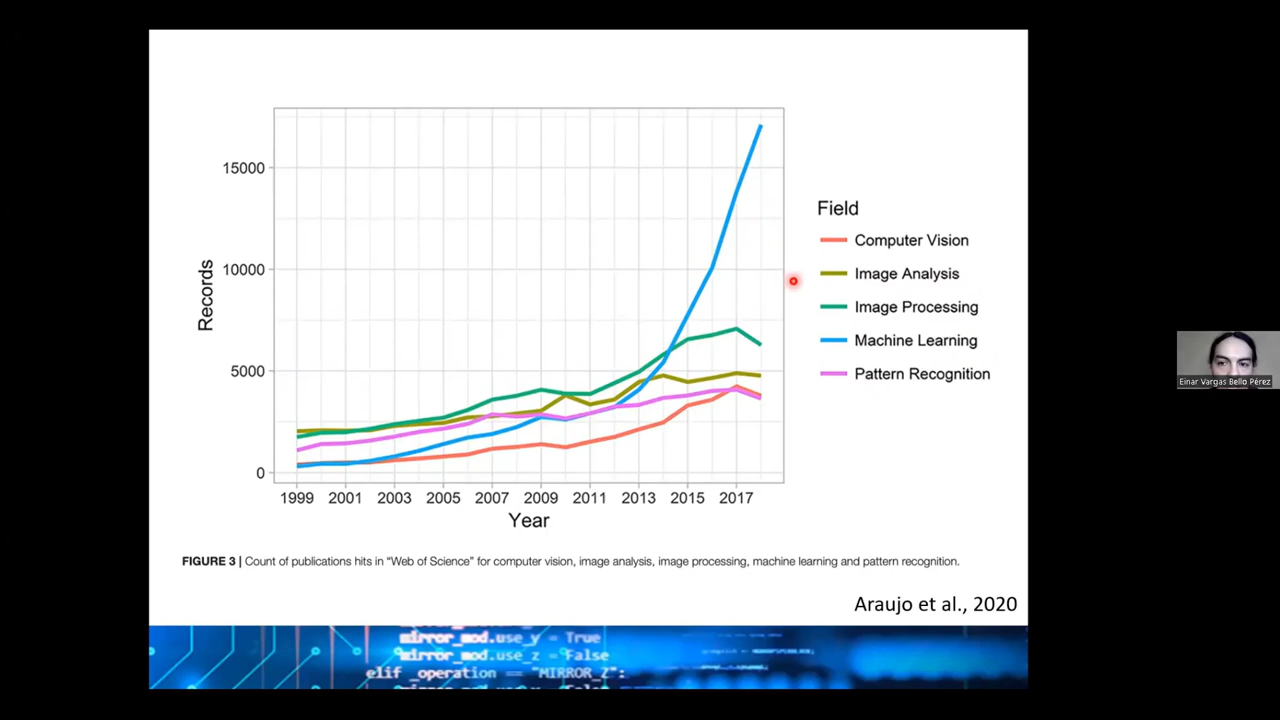 15000
10000
5000
0
Records
1999 2001 2003 2005 2007 2009 2011 2013 2015 2017
Year
Field
Computer Vision
Image Analysis
Image Processing
Machine Learning
Pattern Recognition
FIGURE 3 | Count of publications hits in “Web of Science” for computer vision, image analysis, image processing, machine learning and pattern recognition.
Araujo et al., 2020
mirror_mod.use_y = True
mirror_mod.use_z = False
elif _operation == "MIRROR_Z":
Einar Vargas Bello Pérez